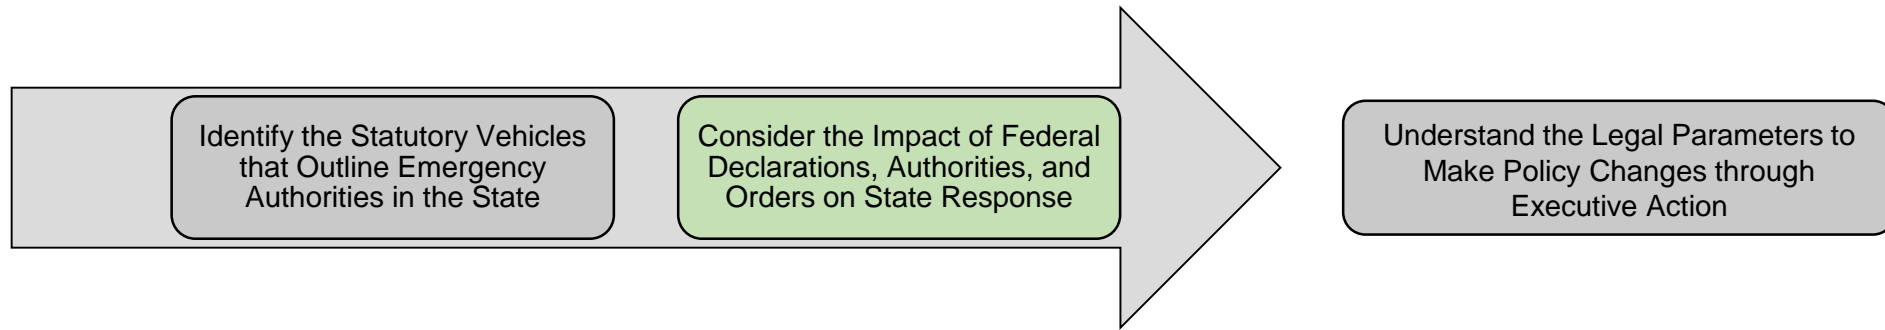 Identify the Statutory Vehicles
that Outline Emergency
Authorities in the State
Consider the Impact of Federal
Declarations, Authorities, and
Orders on State Response
Understand the Legal Parameters to
Make Policy Changes through
Executive Action